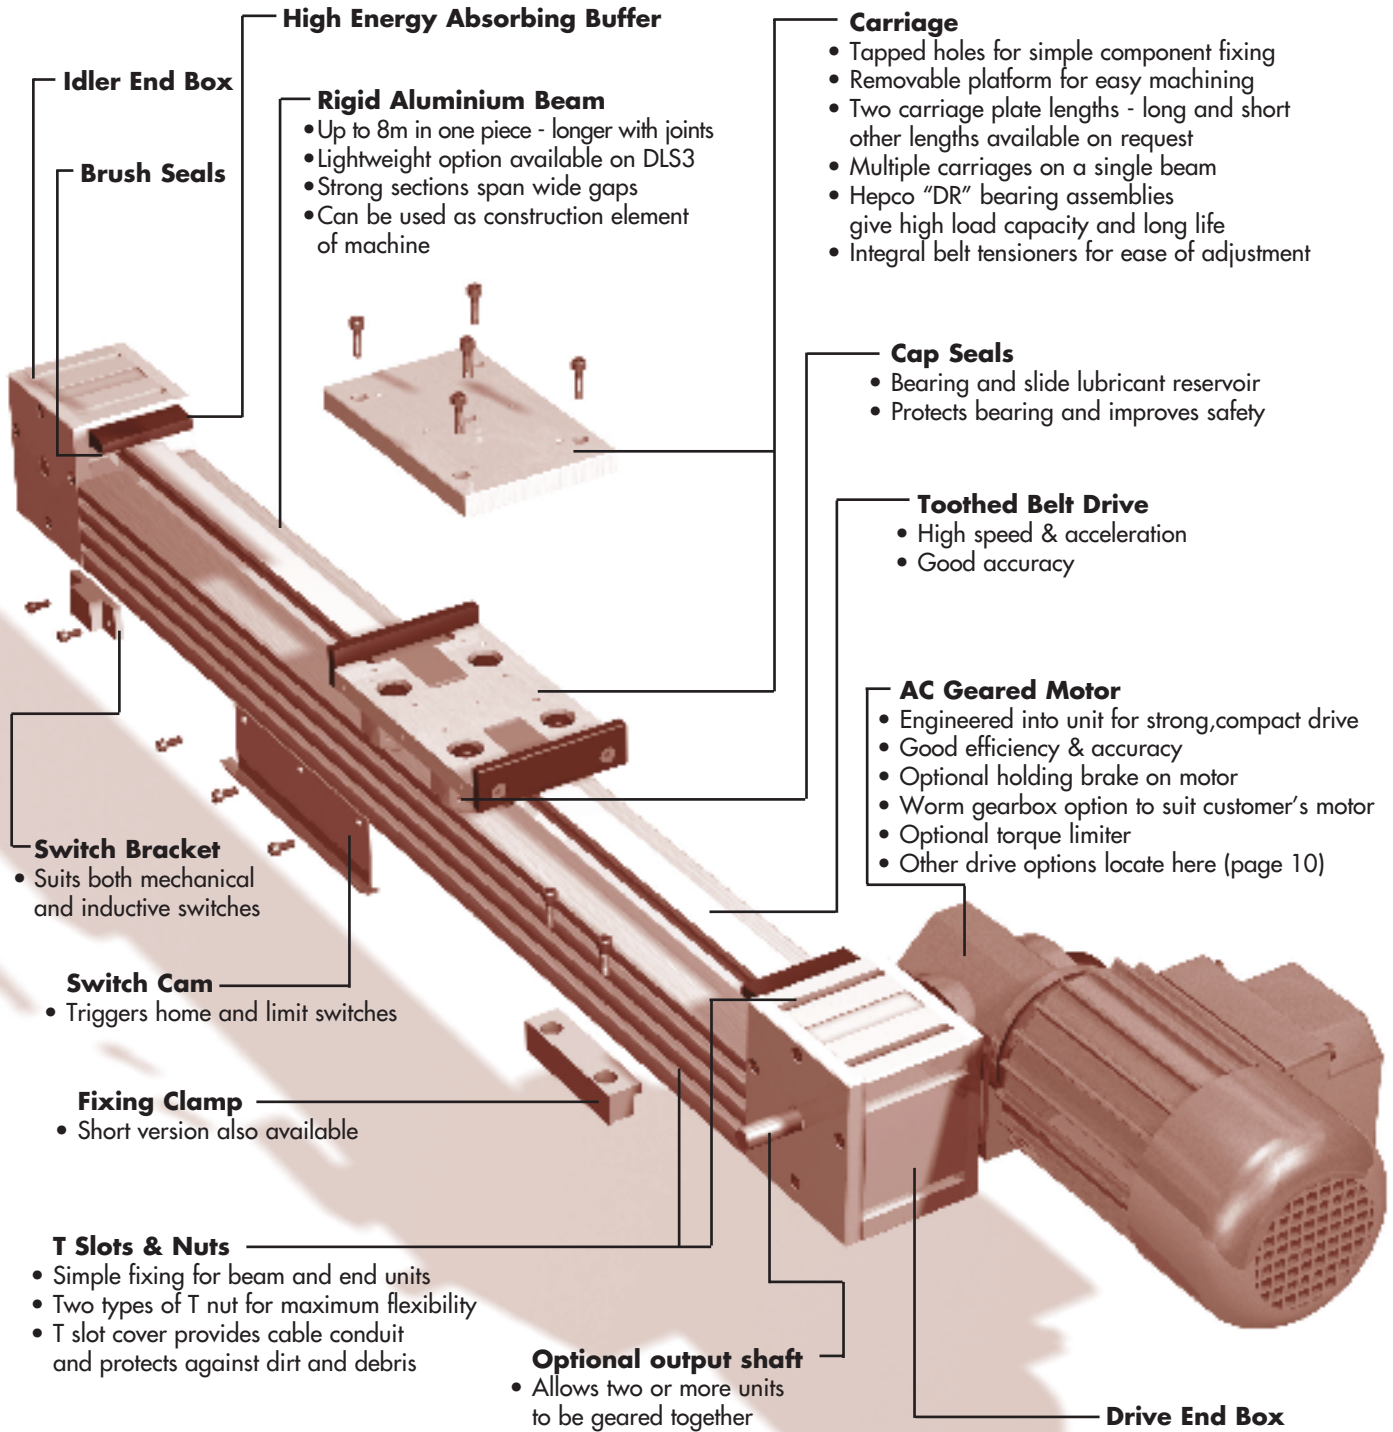 High Energy Absorbing Buffer
Idler End Box
Brush Seals
Rigid Aluminium Beam
•Up to 8m in one piece - longer with joints
•Lightweight option available on DLS3
•Strong sections span wide gaps
•Can be used as construction element
of machine
Carriage
• Tapped holes for simple component fixing
• Removable platform for easy machining
• Two carriage plate lengths - long and short
other lengths available on request
• Multiple carriages on a single beam
• Hepco “DR” bearing assemblies
give high load capacity and long life
• Integral belt tensioners for ease of adjustment
Cap Seals
• Bearing and slide lubricant reservoir
• Protects bearing and improves safety
Toothed Belt Drive
• High speed & acceleration
• Good accuracy
AC Geared Motor
• Engineered into unit for strong,compact drive
• Good efficiency & accuracy
• Optional holding brake on motor
• Worm gearbox option to suit customer’s motor
• Optional torque limiter
• Other drive options locate here (page 10)
Switch Bracket
• Suits both mechanical
and inductive switches
Switch Cam
• Triggers home and limit switches
Fixing Clamp
• Short version also available
T Slots & Nuts
• Simple fixing for beam and end units
• Two types of T nut for maximum flexibility
• T slot cover provides cable conduit
and protects against dirt and debris
Optional output shaft
• Allows two or more units
to be geared together
Drive End Box